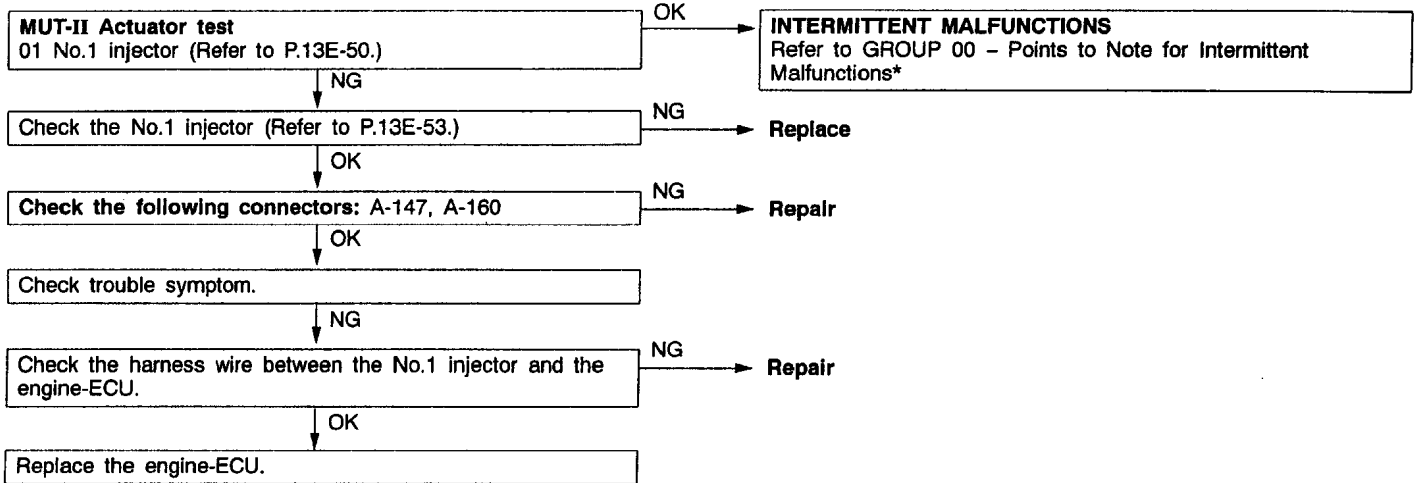 MUT-II Actuator test
01 No.1 injector (Refer to P.13E-50.)
OK
INTERMITTENT MALFUNCTIONS
Refer to GROUP 00 – Points to Note for Intermittent
Malfunctions*
NG
Check the No.1 injector (Refer to P.13E-53.)
NG
Replace
OK
Check the following connectors: A-147, A-160
NG
Repair
OK
Check trouble symptom.
NG
Check the harness wire between the No.1 injector and the
engine-ECU.
NG
Repair
OK
Replace the engine-ECU.